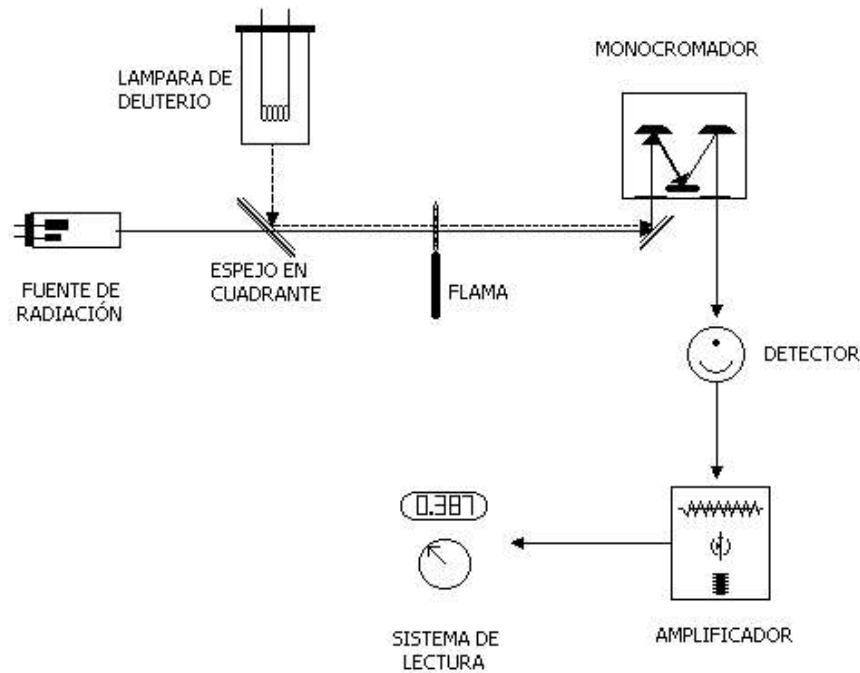 LAMPARA DE
DEUTERIO
MONOCROMADOR
FUENTE DE
RADIACIÓN
ESPEJO EN
CUADRANTE
FLAMA
DETECTOR
0.387
SISTEMA DE
LECTURA
AMPLIFICADOR